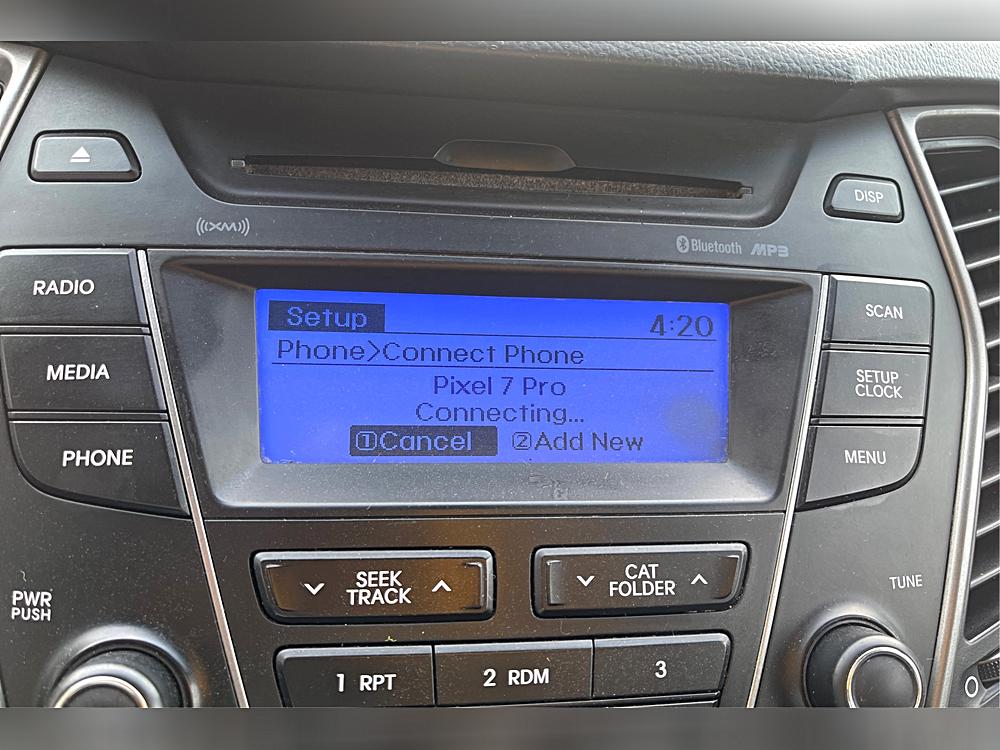 DISP
((XM))
Bluetooth MP3
RADIO
MEDIA
PHONE
Setup 4:20
Phone>Connect Phone
Pixel 7 Pro
Connecting...
①Cancel ②Add New
SCAN
SETUP
CLOCK
MENU
PWR
PUSH
∨ SEEK ∧
TRACK
∨ CAT ∧
FOLDER
TUNE
1 RPT
2 RDM
3